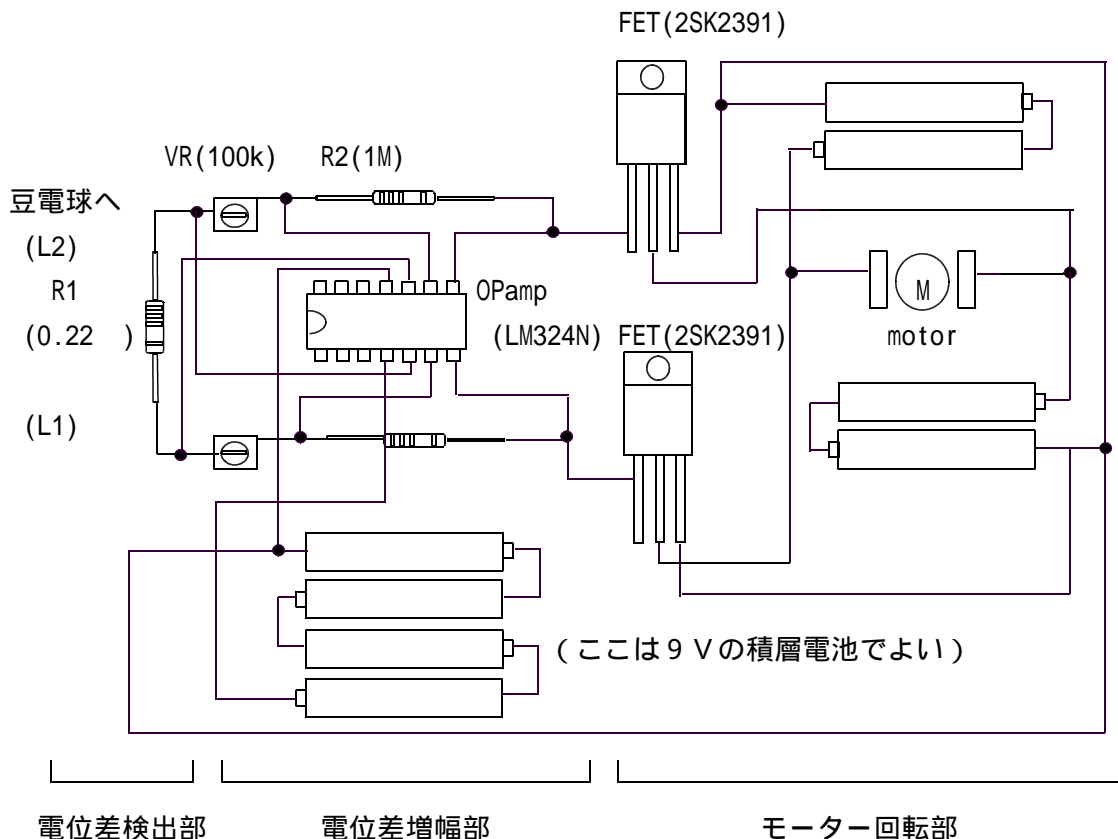 FET(2SK2391)
VR(100k)
R2(1M)
豆電球へ
(L2)
R1
(0.22 )
OPamp
(LM324N)
FET(2SK2391)
M
motor
(L1)
(ここは9Vの積層電池でよい)
電位差検出部
電位差増幅部
モーター回転部